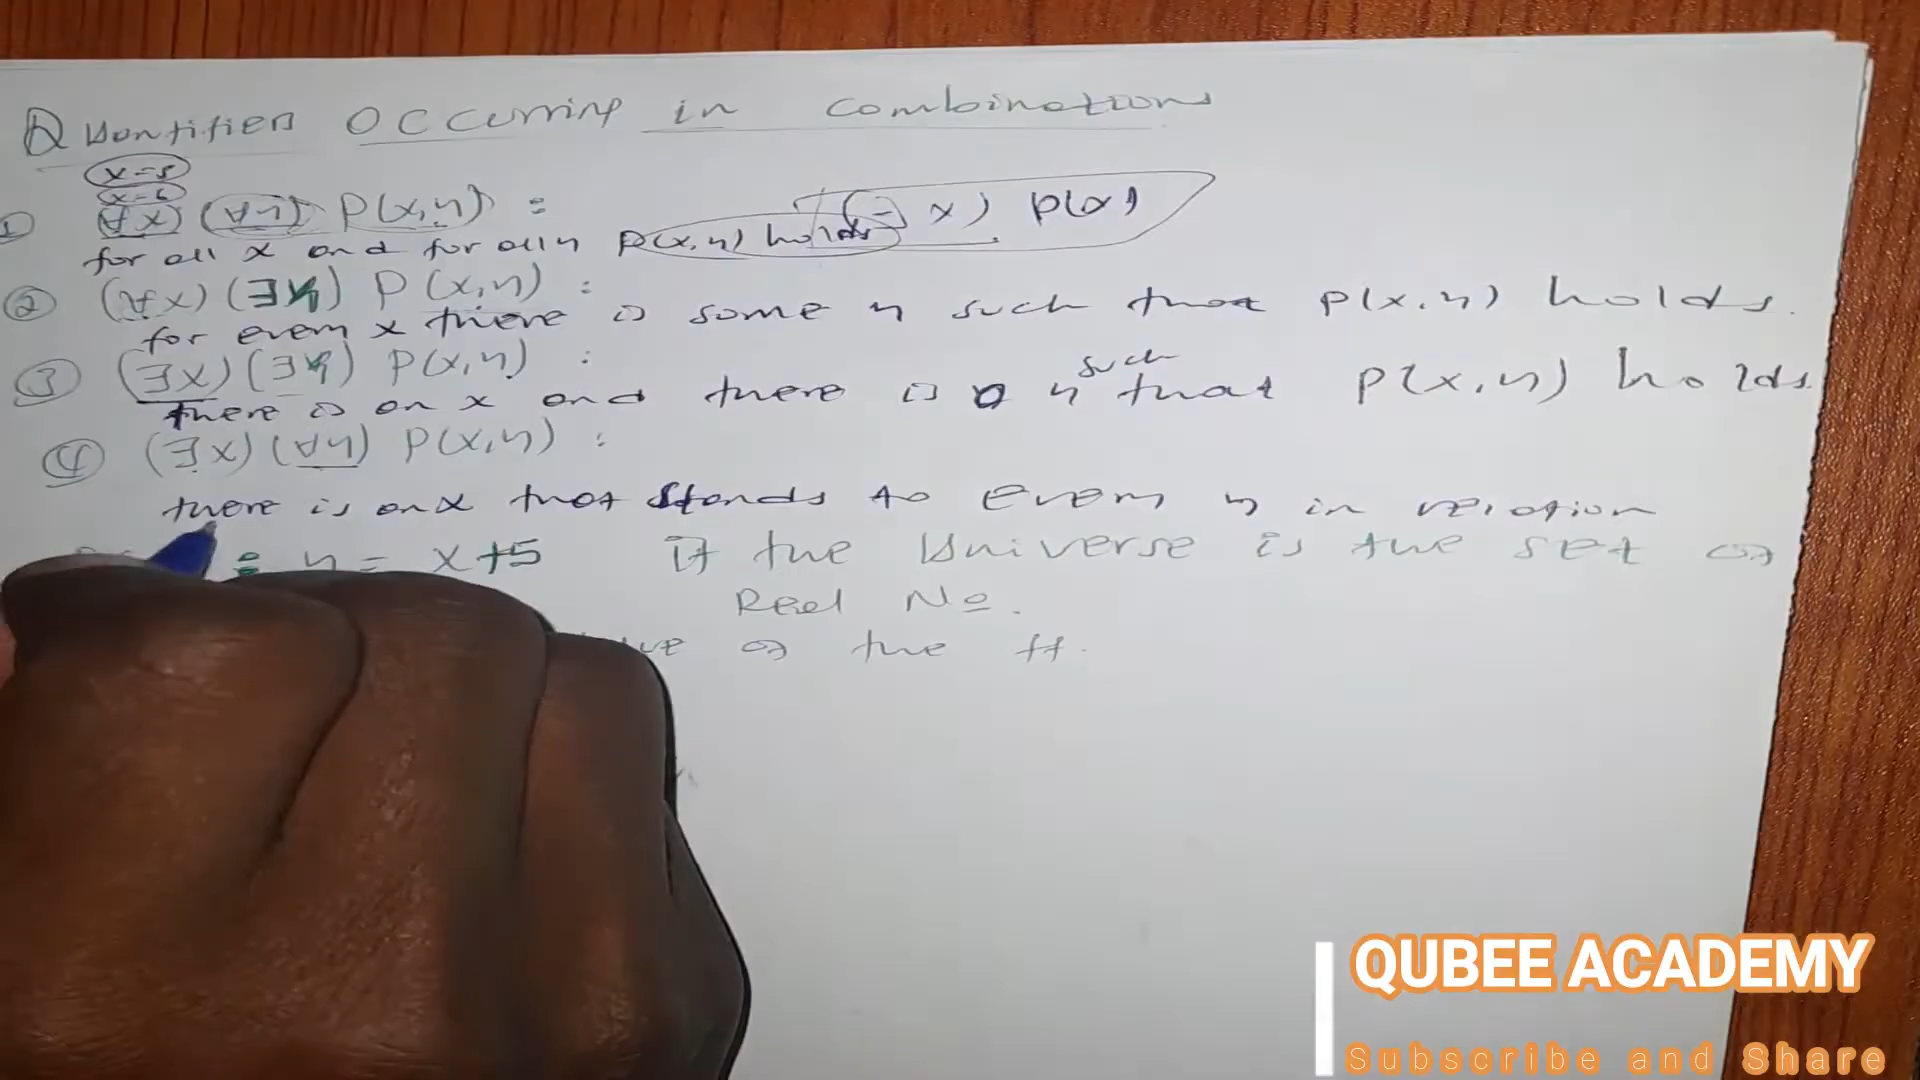 Quantifiers Occurring in combinations
x=5
x=6
① (∀x) (∀y) P(x,y) : (∃ x) P(x)
for all x and for all y P(x,y) holds
② (∀x) (∃y) P(x,y) :
for every x there is some y such that P(x,y) holds.
③ (∃x) (∃y) P(x,y) :
there is an x and there is a y such that P(x,y) holds.
④ (∃x) (∀y) P(x,y) :
there is an x that stands to every y in relation
: y = x+5 If the Universe is the set of
Real No.
of the ff.
QUBEE ACADEMY
Subscribe and Share